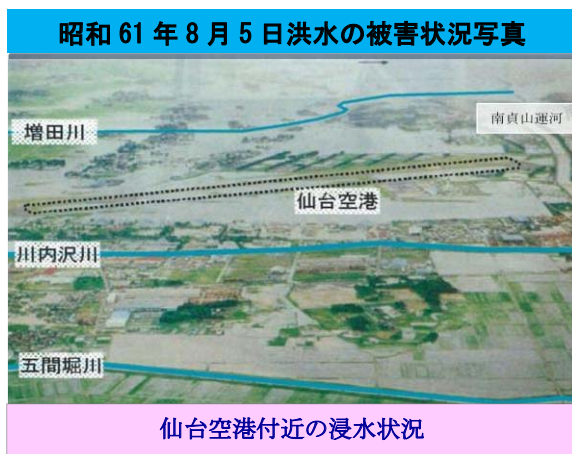 昭和 61 年 8 月 5 日洪水の被害状況写真
南貞山運河
増田川
仙台空港
川内沢川
五間堀川
仙台空港付近の浸水状況